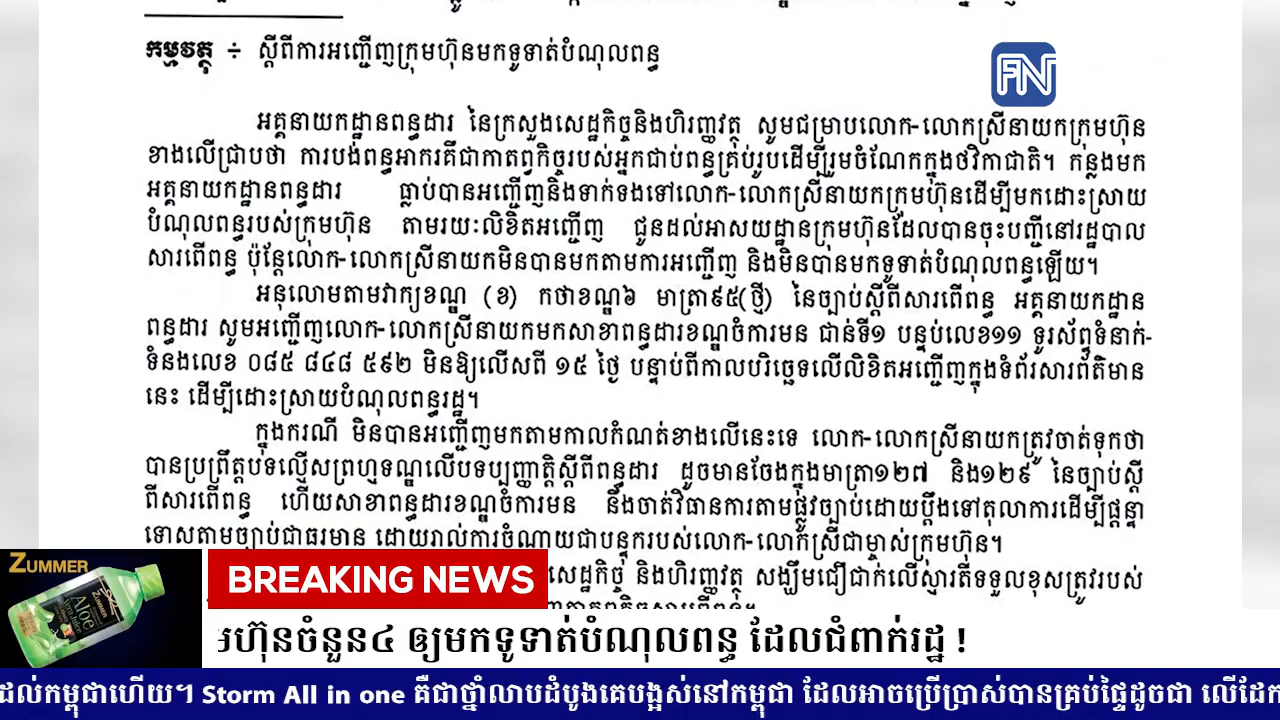 កម្មវត្ថុ ÷ ស្តីពីការអញ្ជើញក្រុមហ៊ុនមកទូទាត់បំណុលពន្ធ
FN
អគ្គនាយកដ្ឋានពន្ធដារ នៃក្រសួងសេដ្ឋកិច្ចនិងហិរញ្ញវត្ថុ សូមជម្រាបលោក-លោកស្រីនាយកក្រុមហ៊ុន
ខាងលើជ្រាបថា ការបង់ពន្ធអាករគឺជាកាតព្វកិច្ចរបស់អ្នកជាប់ពន្ធគ្រប់រូបដើម្បីរួមចំណែកក្នុងថវិកាជាតិ។ កន្លងមក
អគ្គនាយកដ្ឋានពន្ធដារ ធ្លាប់បានអញ្ជើញនិងទាក់ទងទៅលោក-លោកស្រីនាយកក្រុមហ៊ុនដើម្បីមកដោះស្រាយ
បំណុលពន្ធរបស់ក្រុមហ៊ុន តាមរយៈលិខិតអញ្ជើញ ជូនដល់អាសយដ្ឋានក្រុមហ៊ុនដែលបានចុះបញ្ជីនៅរដ្ឋបាល
សារពើពន្ធ ប៉ុន្តែលោក-លោកស្រីនាយកមិនបានមកតាមការអញ្ជើញ និងមិនបានមកទូទាត់បំណុលពន្ធឡើយ។
អនុលោមតាមវាក្យខណ្ឌ (ខ) កថាខណ្ឌ៦ មាត្រា៩៥(ថ្មី) នៃច្បាប់ស្តីពីសារពើពន្ធ អគ្គនាយកដ្ឋាន
ពន្ធដារ សូមអញ្ជើញលោក-លោកស្រីនាយកមកសាខាពន្ធដារខណ្ឌចំការមន ជាន់ទី១ បន្ទប់លេខ១១ ទូរស័ព្ទទំនាក់-
ទំនងលេខ ០៨៥ ៨៤៨ ៥៩២ មិនឱ្យលើសពី ១៥ ថ្ងៃ បន្ទាប់ពីកាលបរិច្ឆេទលើលិខិតអញ្ជើញក្នុងទំព័រសារព័ត៌មាន
នេះ ដើម្បីដោះស្រាយបំណុលពន្ធរដ្ឋ។
ក្នុងករណី មិនបានអញ្ជើញមកតាមកាលកំណត់ខាងលើនេះទេ លោក-លោកស្រីនាយកត្រូវចាត់ទុកថា
បានប្រព្រឹត្តបទល្មើសព្រហ្មទណ្ឌលើបទប្បញ្ញាត្តិស្តីពីពន្ធដារ ដូចមានចែងក្នុងមាត្រា១២៧ និង១២៩ នៃច្បាប់ស្តី
ពីសារពើពន្ធ ហើយសាខាពន្ធដារខណ្ឌចំការមន នឹងចាត់វិធានការតាមផ្លូវច្បាប់ដោយប្តឹងទៅតុលាការដើម្បីផ្តន្ទា
ទោសតាមច្បាប់ជាធរមាន ដោយរាល់ការចំណាយជាបន្ទុករបស់លោក-លោកស្រីជាម្ចាស់ក្រុមហ៊ុន។
សេដ្ឋកិច្ច និងហិរញ្ញវត្ថុ សង្ឃឹមជឿជាក់លើស្មារតីទទួលខុសត្រូវរបស់
ZUMMER
ZUMMER
Aloe
Vera Juice
BREAKING NEWS
មហ៊ុនចំនួន៤ ឲ្យមកទូទាត់បំណុលពន្ធ ដែលជំពាក់រដ្ឋ !
ដល់កម្ពុជាហើយ។ Storm All in one គឺជាថ្នាំលាបដំបូងគេបង្អស់នៅកម្ពុជា ដែលអាចប្រើប្រាស់បានគ្រប់ផ្ទៃដូចជា លើដែក